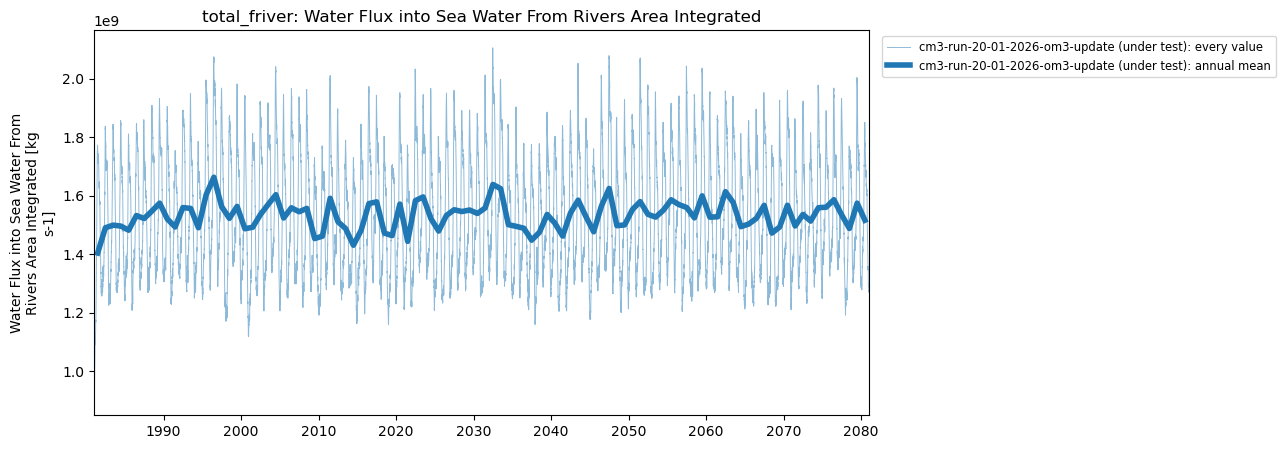 total_friver: Water Flux into Sea Water From Rivers Area Integrated
1e9
2.0
1.8
1.6
1.4
1.2
1.0
Water Flux into Sea Water From
Rivers Area Integrated [kg
s-1]
1990 2000 2010 2020 2030 2040 2050 2060 2070 2080
cm3-run-20-01-2026-om3-update (under test): every value
cm3-run-20-01-2026-om3-update (under test): annual mean